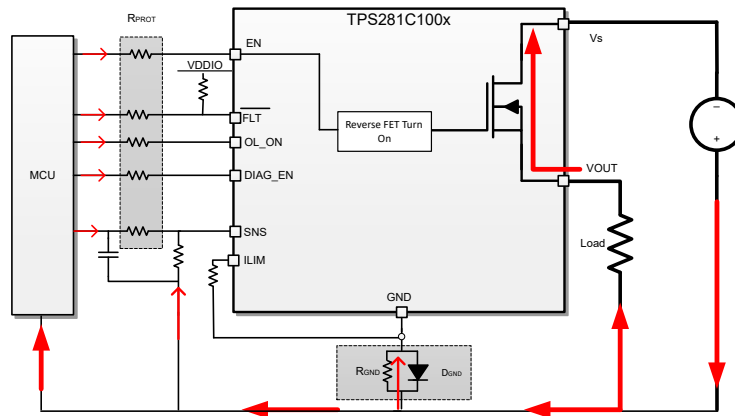 RPROT
TPS281C100x
EN
Vs
VDDIO
FLT
Reverse FET Turn
On
OL_ON
MCU
DIAG_EN
VOUT
SNS
Load
ILIM
GND
RGND
DGND
−
+